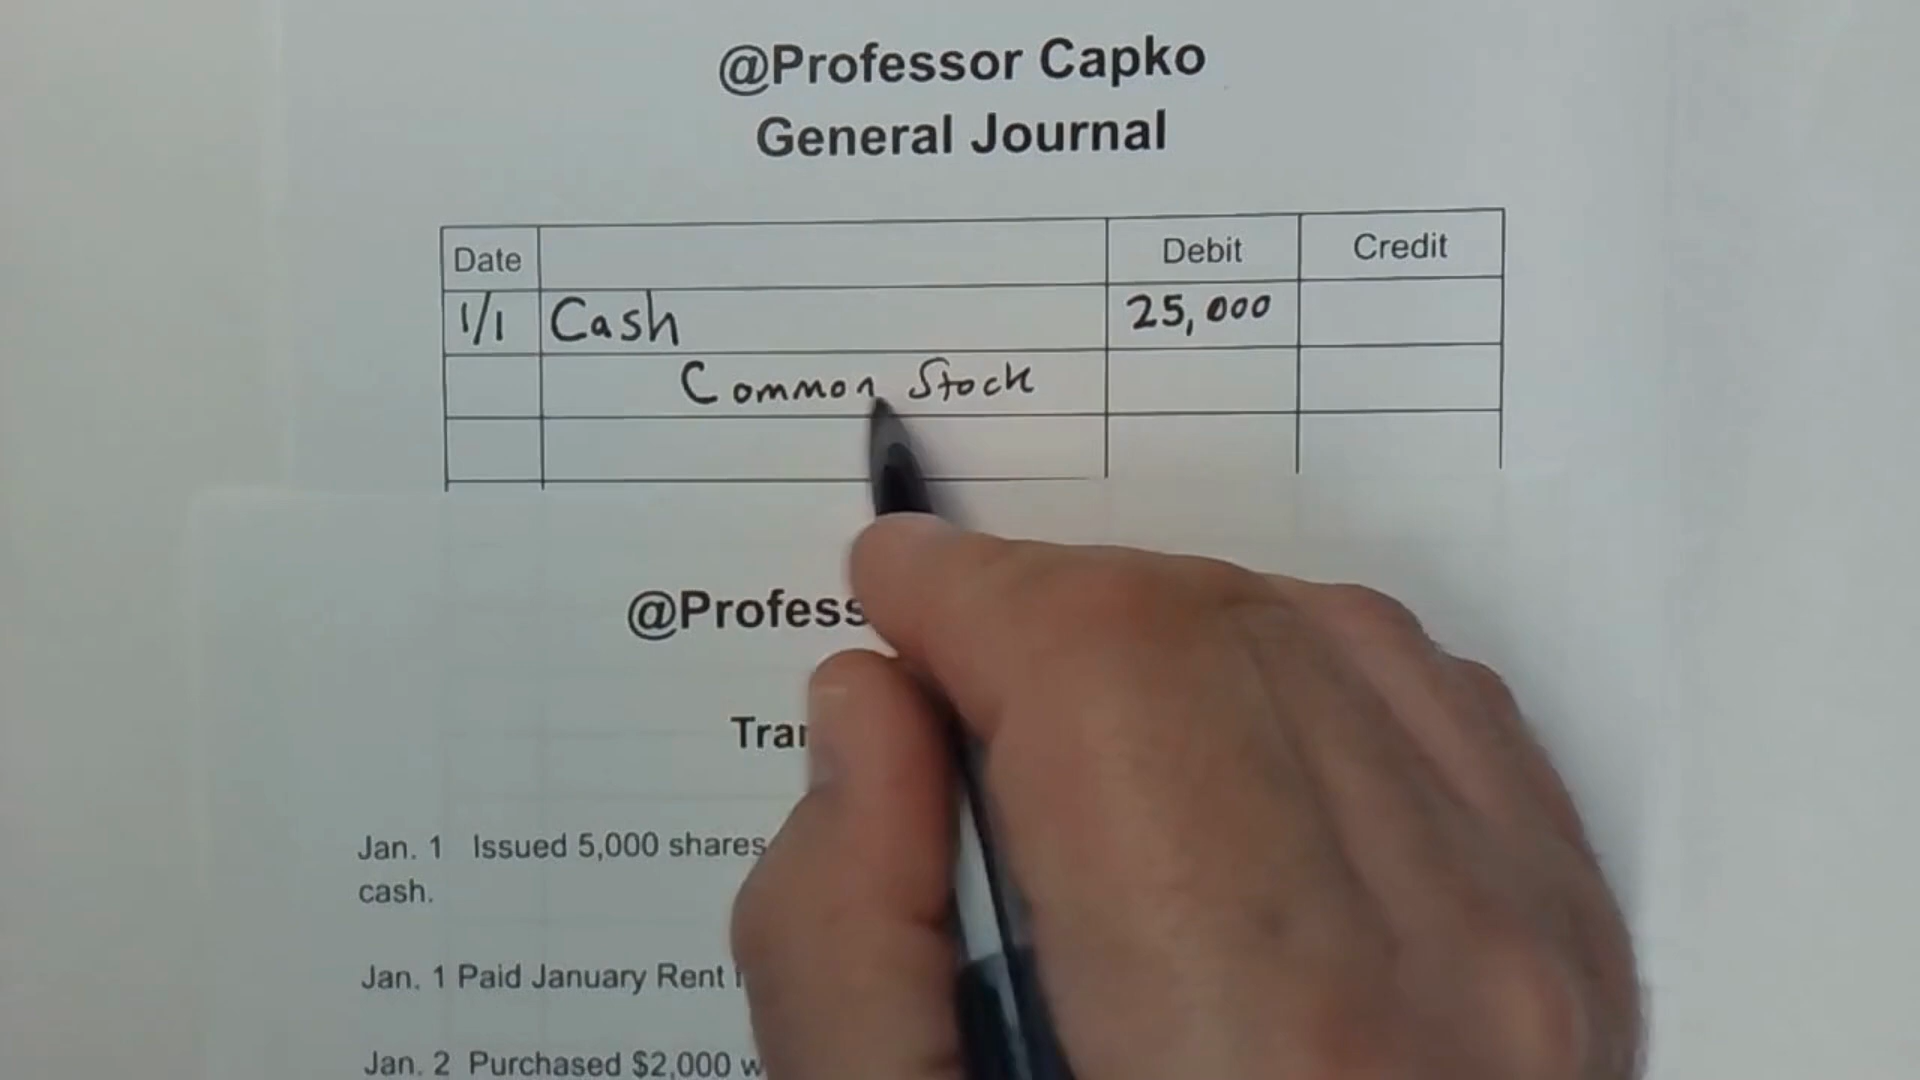 @Professor Capko
General Journal
Date Debit Credit
1/1 Cash 25,000
Common Stock
@Profess
Tran
Jan. 1 Issued 5,000 shares
cash.
Jan. 1 Paid January Rent
Jan. 2 Purchased $2,000 w